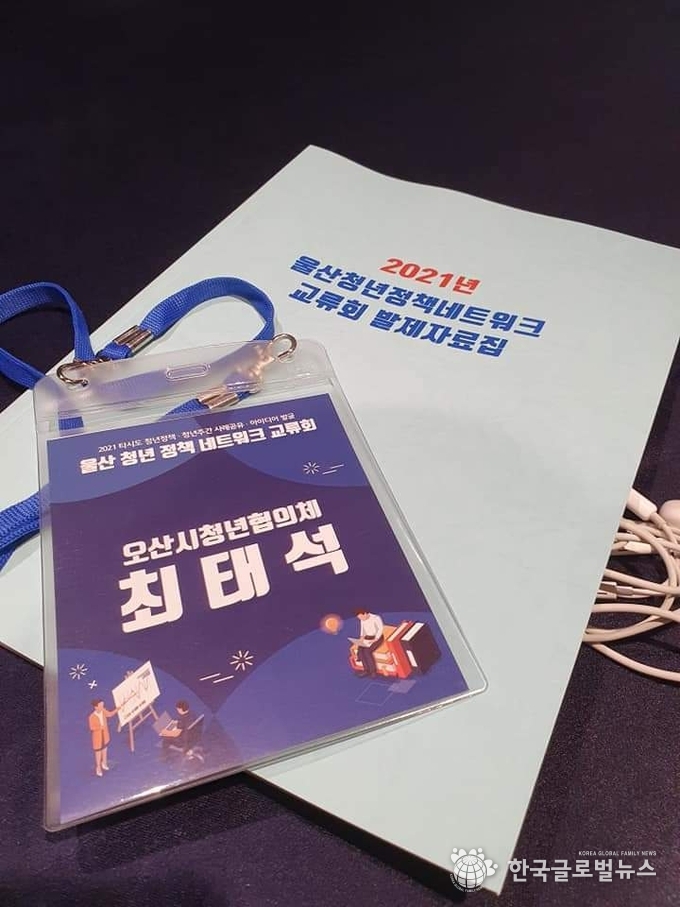 2021년
울산청년정책네트워크
교류회 발제자료집
2021 타시도 청년정책·청년주간 사례공유·아이디어 발굴
울산 청년 정책 네트워크 교류회
오산시청년협의체
최태석
KOREA GLOBAL FAMILY NEWS
한국글로벌뉴스